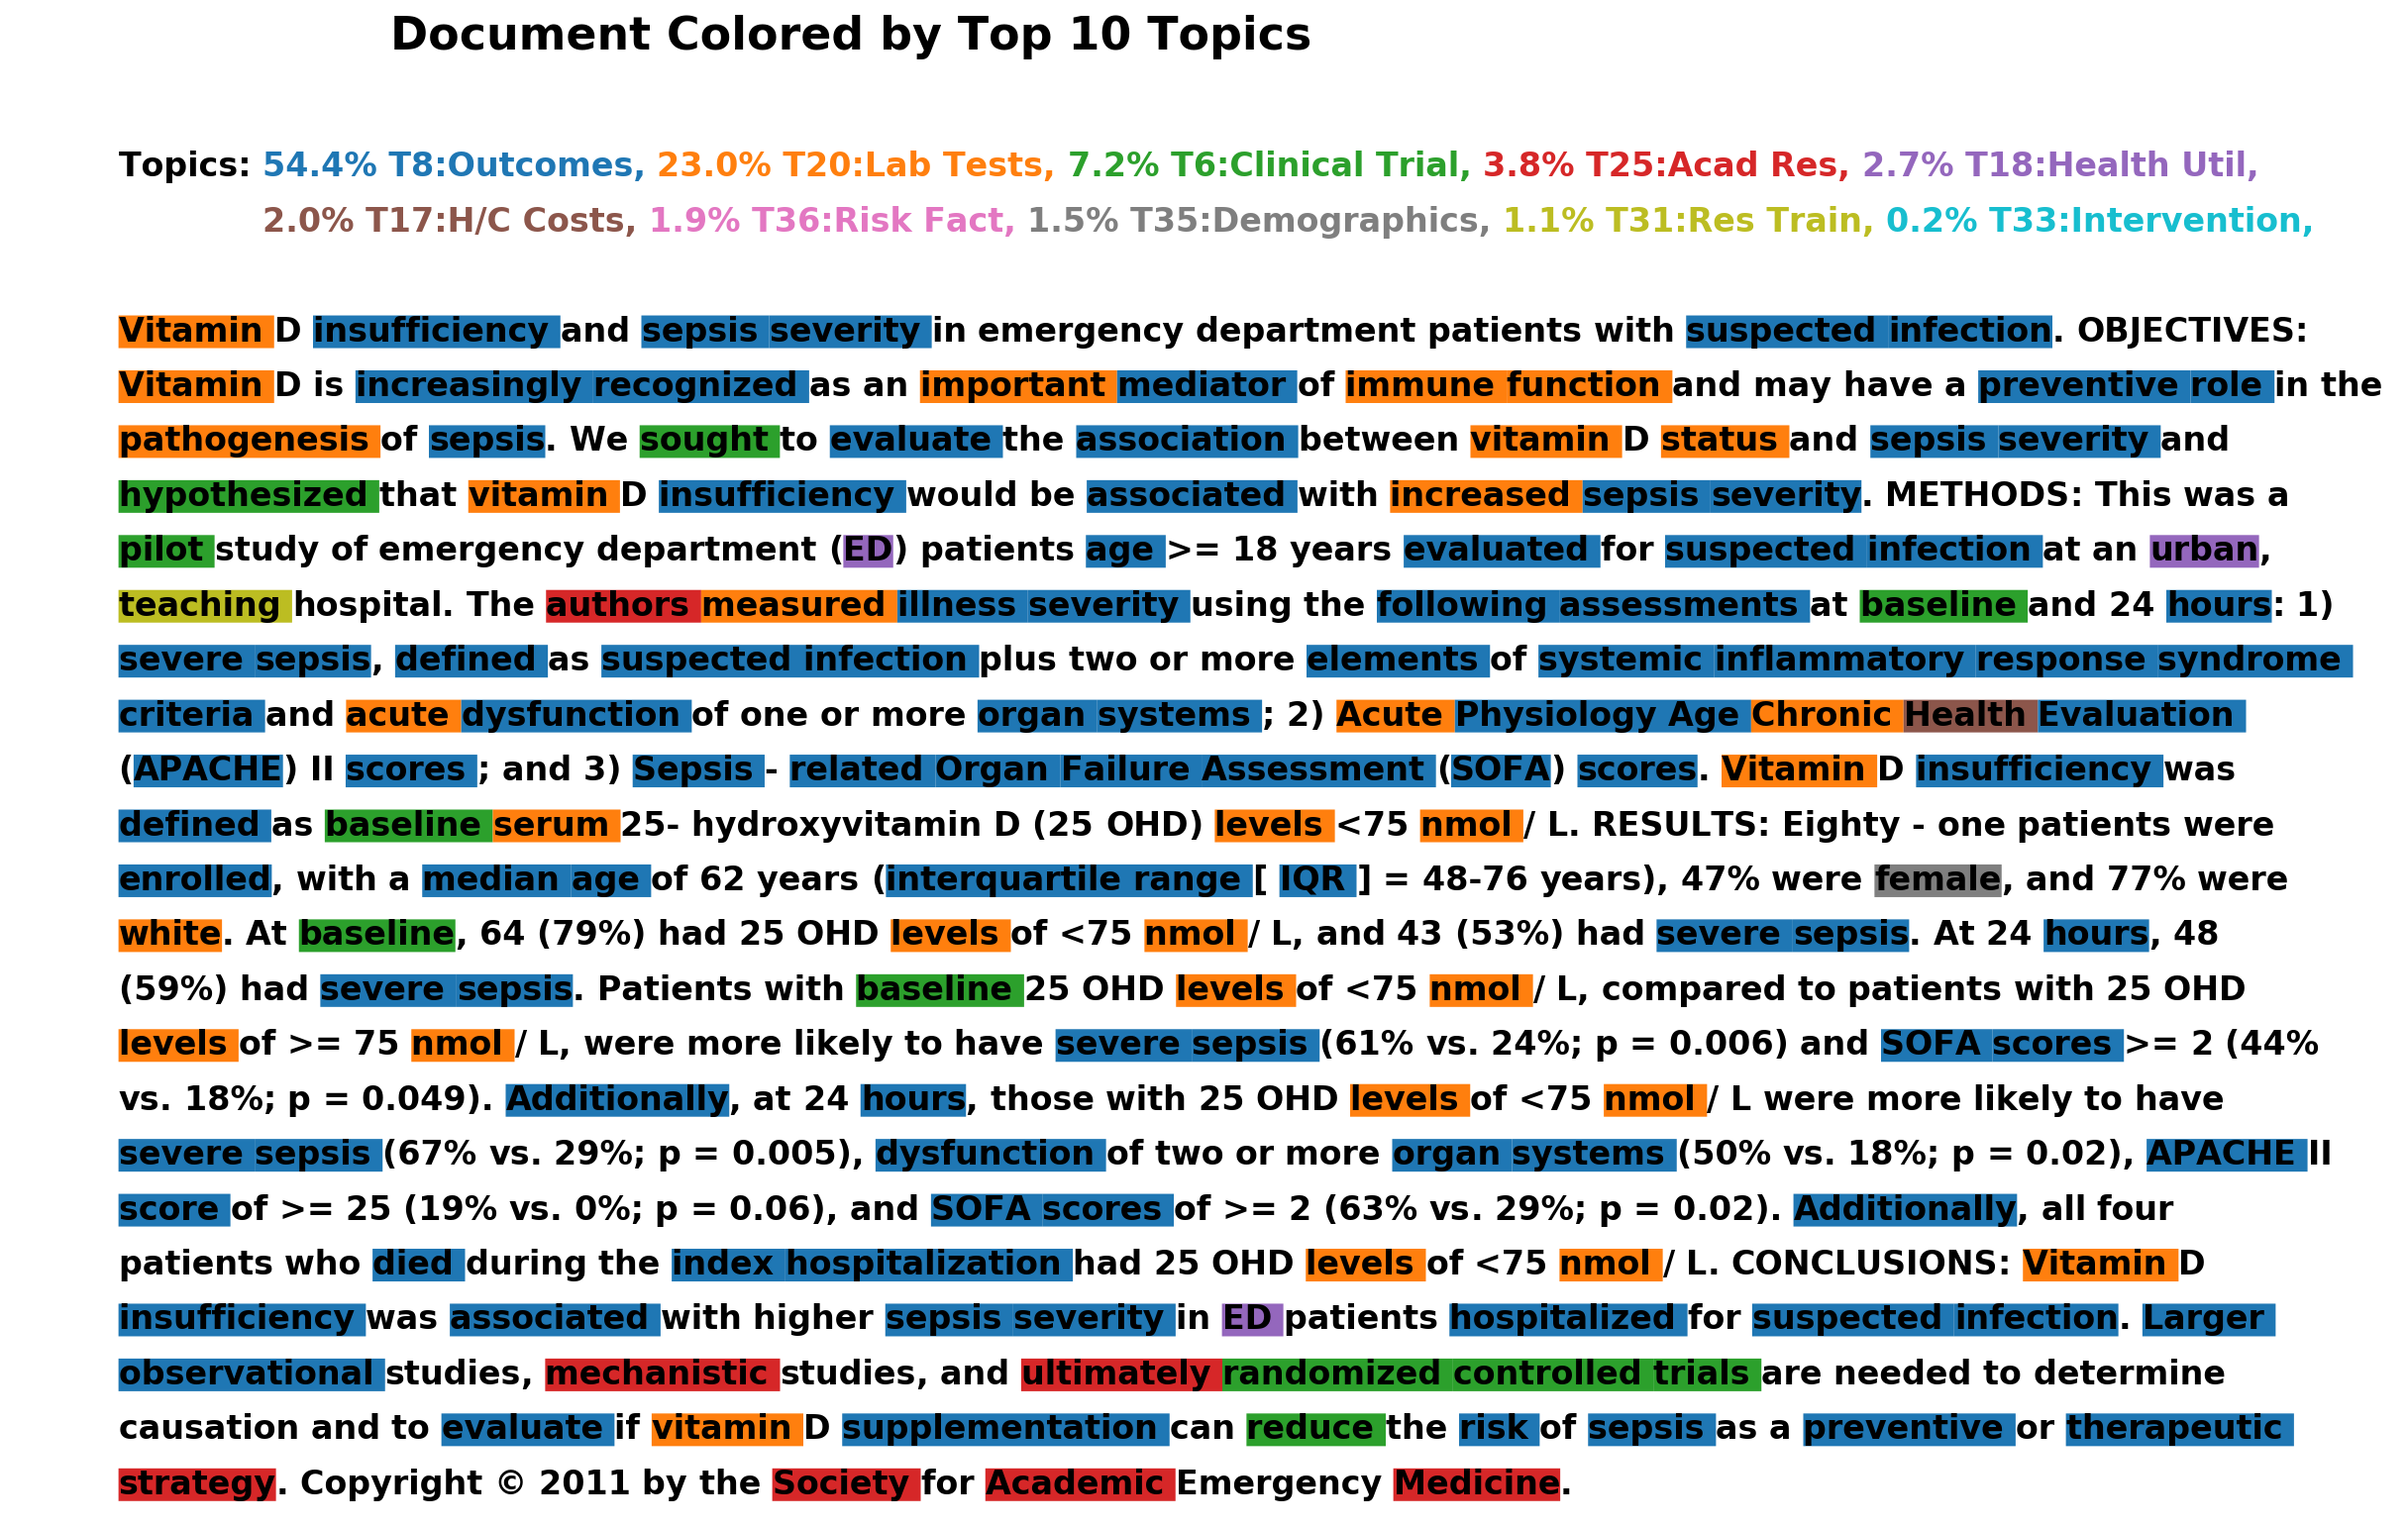 Document Colored by Top 10 Topics
Topics: 54.4% T8:Outcomes, 23.0% T20:Lab Tests, 7.2% T6:Clinical Trial, 3.8% T25:Acad Res, 2.7% T18:Health Util,
2.0% T17:H/C Costs, 1.9% T36:Risk Fact, 1.5% T35:Demographics, 1.1% T31:Res Train, 0.2% T33:Intervention,
Vitamin D insufficiency and sepsis severity in emergency department patients with suspected infection. OBJECTIVES:
Vitamin D is increasingly recognized as an important mediator of immune function and may have a preventive role in the
pathogenesis of sepsis. We sought to evaluate the association between vitamin D status and sepsis severity and
hypothesized that vitamin D insufficiency would be associated with increased sepsis severity. METHODS: This was a
pilot study of emergency department (ED) patients age >= 18 years evaluated for suspected infection at an urban,
teaching hospital. The authors measured illness severity using the following assessments at baseline and 24 hours: 1)
severe sepsis, defined as suspected infection plus two or more elements of systemic inflammatory response syndrome
criteria and acute dysfunction of one or more organ systems ; 2) Acute Physiology Age Chronic Health Evaluation
(APACHE) II scores ; and 3) Sepsis - related Organ Failure Assessment (SOFA) scores. Vitamin D insufficiency was
defined as baseline serum 25- hydroxyvitamin D (25 OHD) levels <75 nmol / L. RESULTS: Eighty - one patients were
enrolled, with a median age of 62 years (interquartile range [ IQR ] = 48-76 years), 47% were female, and 77% were
white. At baseline, 64 (79%) had 25 OHD levels of <75 nmol / L, and 43 (53%) had severe sepsis. At 24 hours, 48
(59%) had severe sepsis. Patients with baseline 25 OHD levels of <75 nmol / L, compared to patients with 25 OHD
levels of >= 75 nmol / L, were more likely to have severe sepsis (61% vs. 24%; p = 0.006) and SOFA scores >= 2 (44%
vs. 18%; p = 0.049). Additionally, at 24 hours, those with 25 OHD levels of <75 nmol / L were more likely to have
severe sepsis (67% vs. 29%; p = 0.005), dysfunction of two or more organ systems (50% vs. 18%; p = 0.02), APACHE II
score of >= 25 (19% vs. 0%; p = 0.06), and SOFA scores of >= 2 (63% vs. 29%; p = 0.02). Additionally, all four
patients who died during the index hospitalization had 25 OHD levels of <75 nmol / L. CONCLUSIONS: Vitamin D
insufficiency was associated with higher sepsis severity in ED patients hospitalized for suspected infection. Larger
observational studies, mechanistic studies, and ultimately randomized controlled trials are needed to determine
causation and to evaluate if vitamin D supplementation can reduce the risk of sepsis as a preventive or therapeutic
strategy. Copyright © 2011 by the Society for Academic Emergency Medicine.